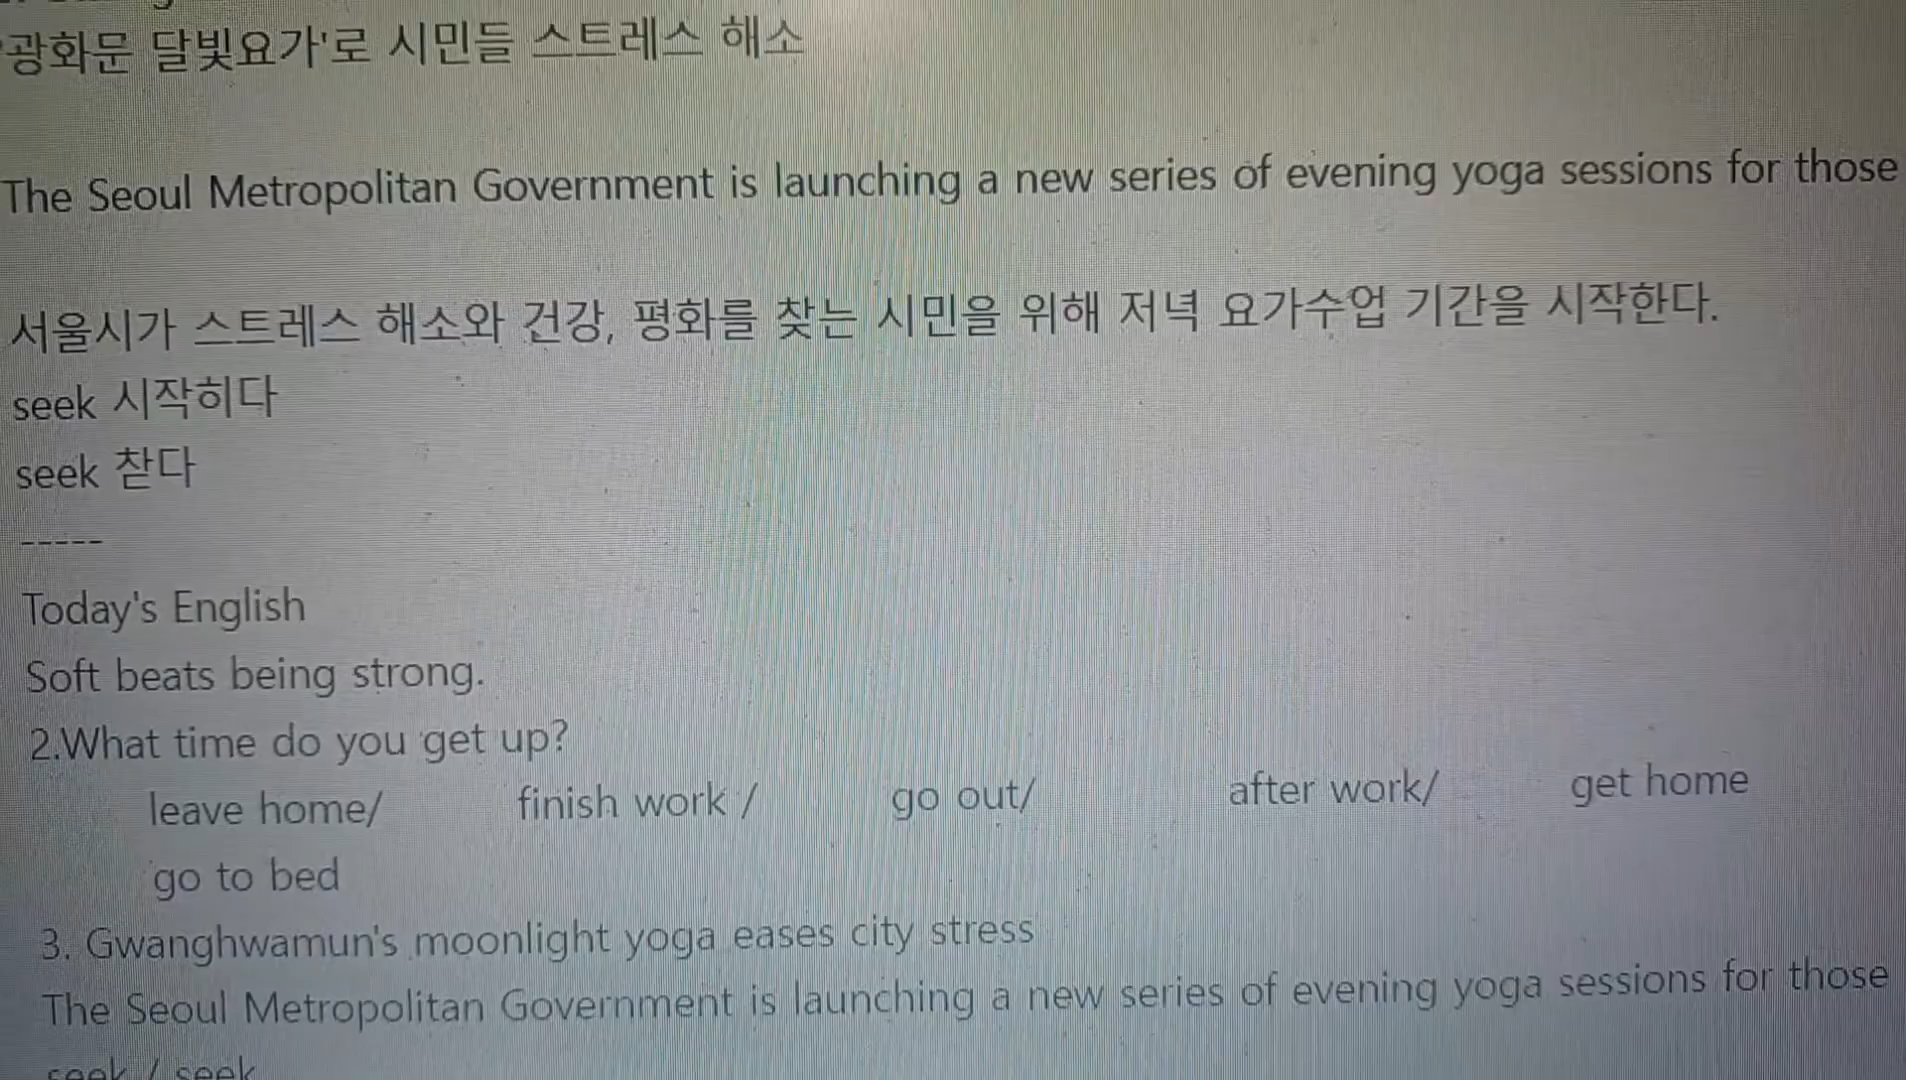 '광화문 달빛요가'로 시민들 스트레스 해소
The Seoul Metropolitan Government is launching a new series of evening yoga sessions for those
서울시가 스트레스 해소와 건강, 평화를 찾는 시민을 위해 저녁 요가수업 기간을 시작한다.
seek 시작히다
seek 찯다
-----
Today's English
Soft beats being strong.
2.What time do you get up?
leave home/ finish work / go out/ after work/ get home
go to bed
3. Gwanghwamun's moonlight yoga eases city stress
The Seoul Metropolitan Government is launching a new series of evening yoga sessions for those
seek / seek